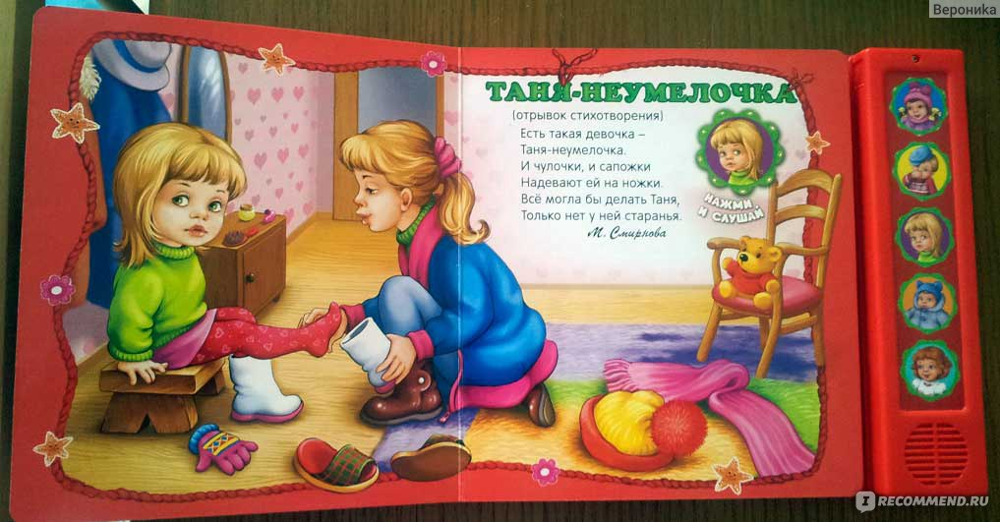 Вероника
ТАНЯ-НЕУМЕЛОЧКА
(отрывок стихотворения)
Есть такая девочка –
Таня-неумелочка.
И чулочки, и сапожки
Надевают ей на ножки.
Всё могла бы делать Таня,
Только нет у ней старанья.
М. Смирнова
НАЖМИ
И СЛУШАЙ
I RECOMMEND.RU